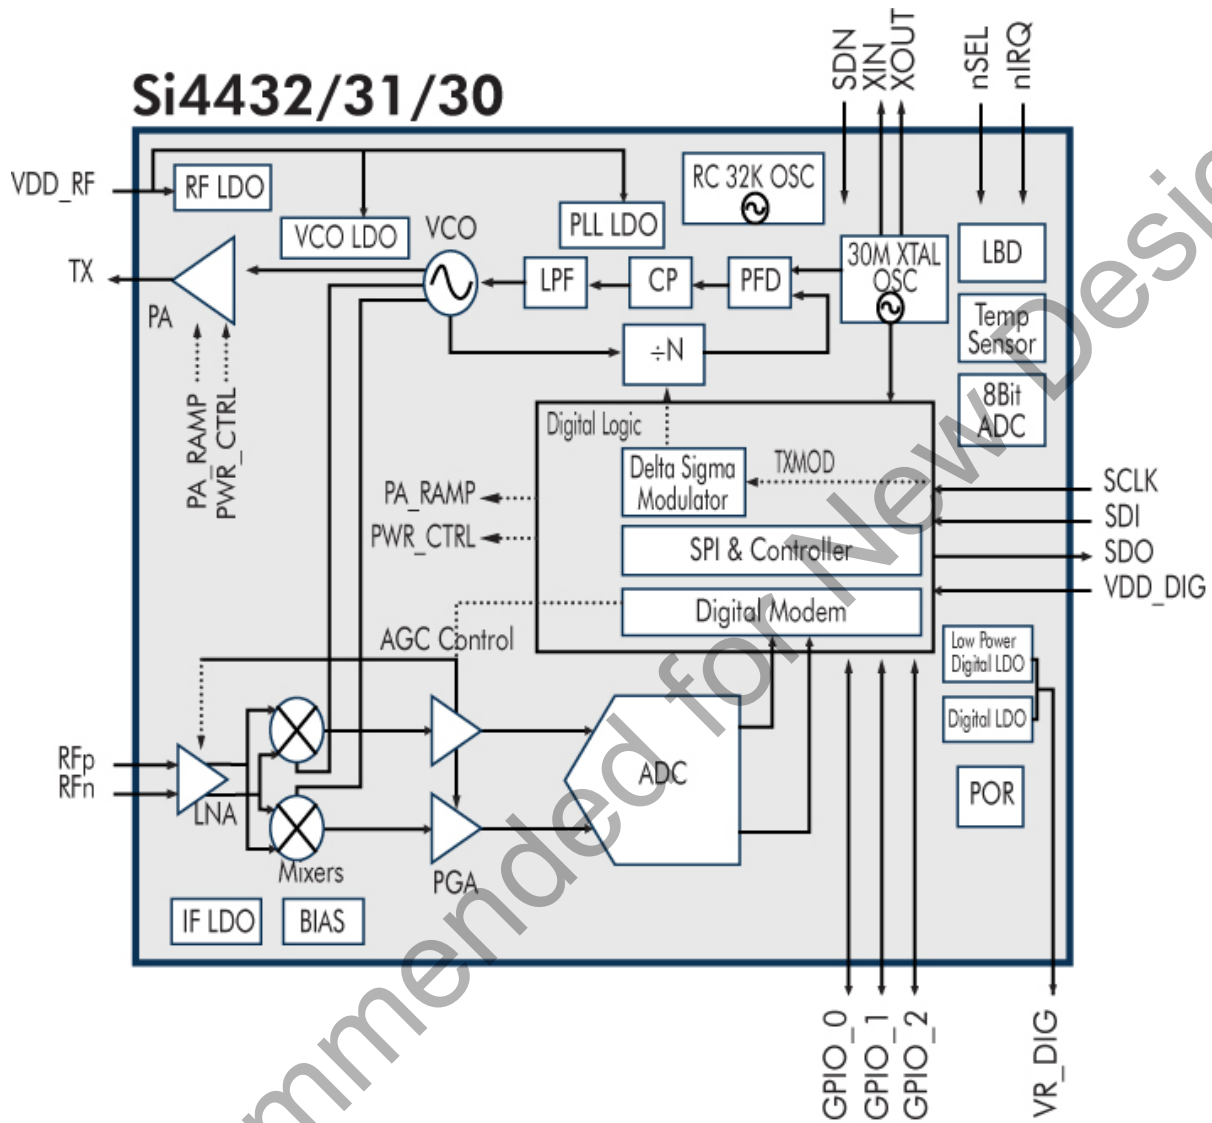 Si4432/31/30
SDN
XIN
XOUT
nSEL
nIRQ
VDD_RF
RF LDO
VCO LDO
VCO
PLL LDO
RC 32K OSC
30M XTAL
OSC
LBD
TX
PA
LPF
CP
PFD
Temp
Sensor
÷N
8Bit
ADC
PA_RAMP
PWR_CTRL
Digital Logic
Delta Sigma
Modulator
TXMOD
PA_RAMP
PWR_CTRL
SPI & Controller
Digital Modem
SCLK
SDI
SDO
VDD_DIG
AGC Control
Low Power
Digital LDO
Digital LDO
RFp
RFn
LNA
Mixers
PGA
ADC
POR
IF LDO
BIAS
GPIO_0
GPIO_1
GPIO_2
VR_DIG
for New